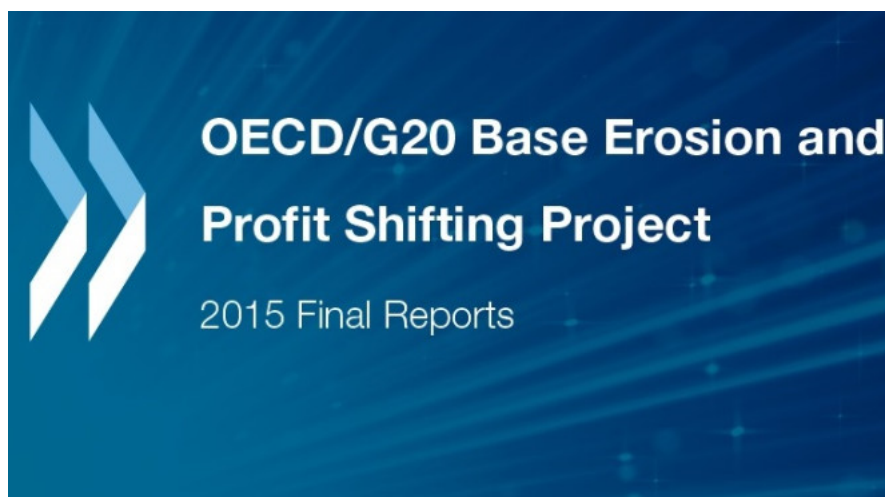 OECD/G20 Base Erosion and
Profit Shifting Project
2015 Final Reports